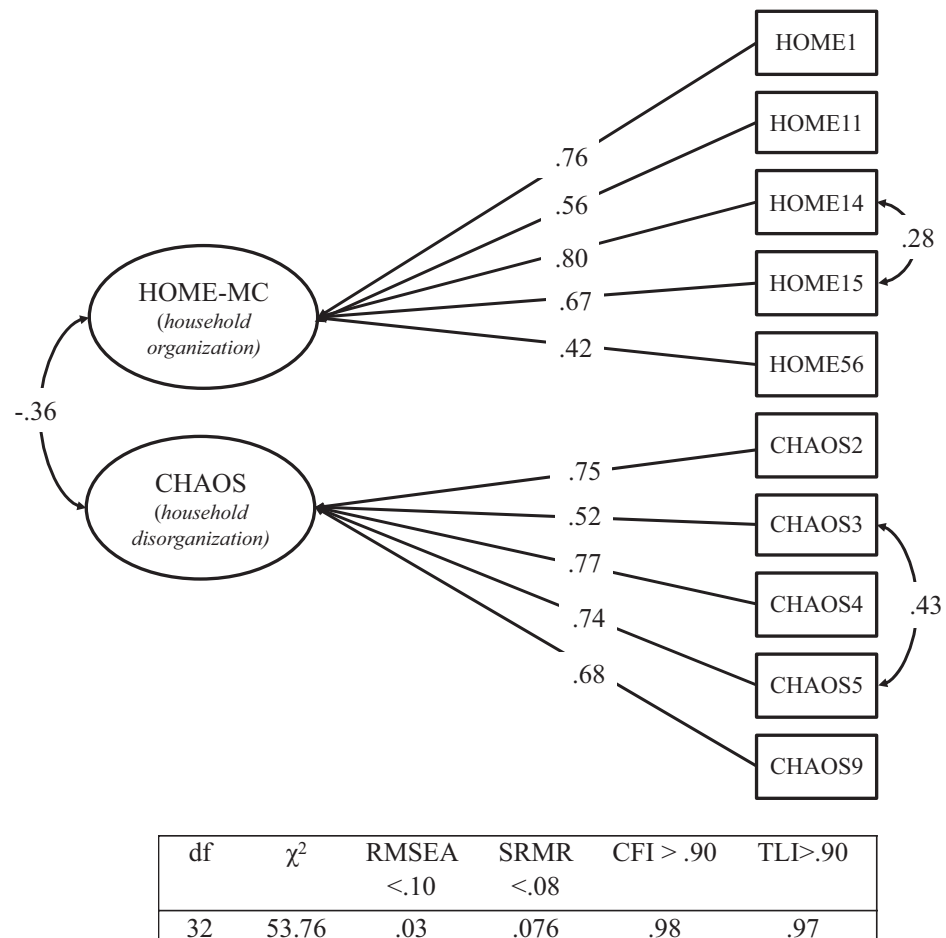 HOME1
HOME11
.76
.56
HOME14
.80
.28
HOME-MC
(household
organization)
HOME15
.67
.42
HOME56
-.36
CHAOS2
.75
CHAOS
(household
disorganization)
.52
CHAOS3
.77
CHAOS4
.43
.74
CHAOS5
.68
CHAOS9
df χ² RMSEA SRMR CFI > .90 TLI>.90
<.10 <.08
32 53.76 .03 .076 .98 .97